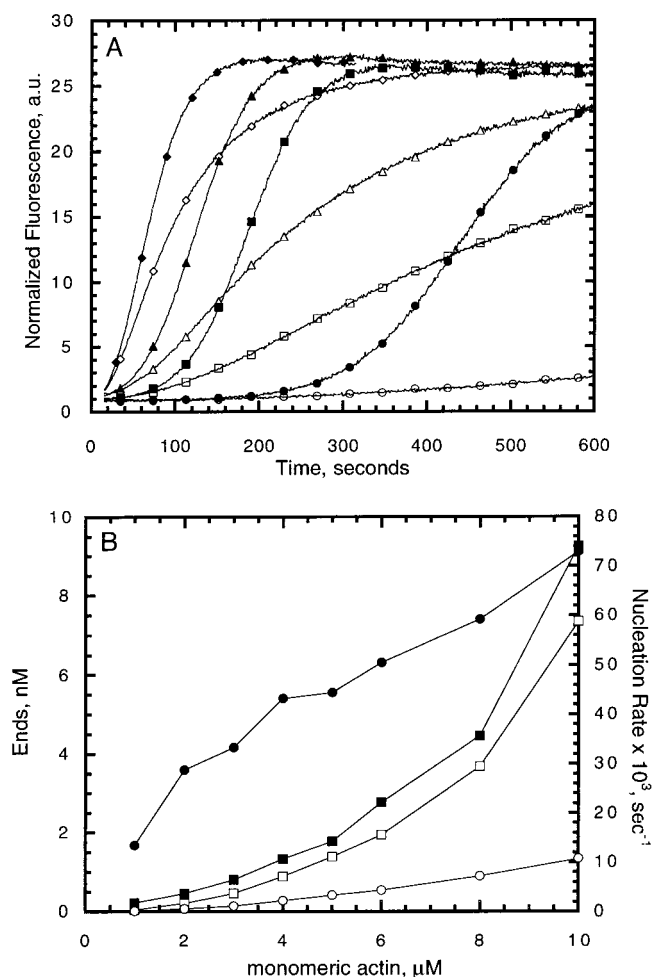 A
30
25
20
15
10
5
0
Normalized Fluorescence, a.u.
0 100 200 300 400 500 600
Time, seconds
B
10
8
6
4
2
0
Ends, nM
80
70
60
50
40
30
20
10
0
Nucleation Rate x 10³, sec⁻¹
0 2 4 6 8 10
monomeric actin, µM